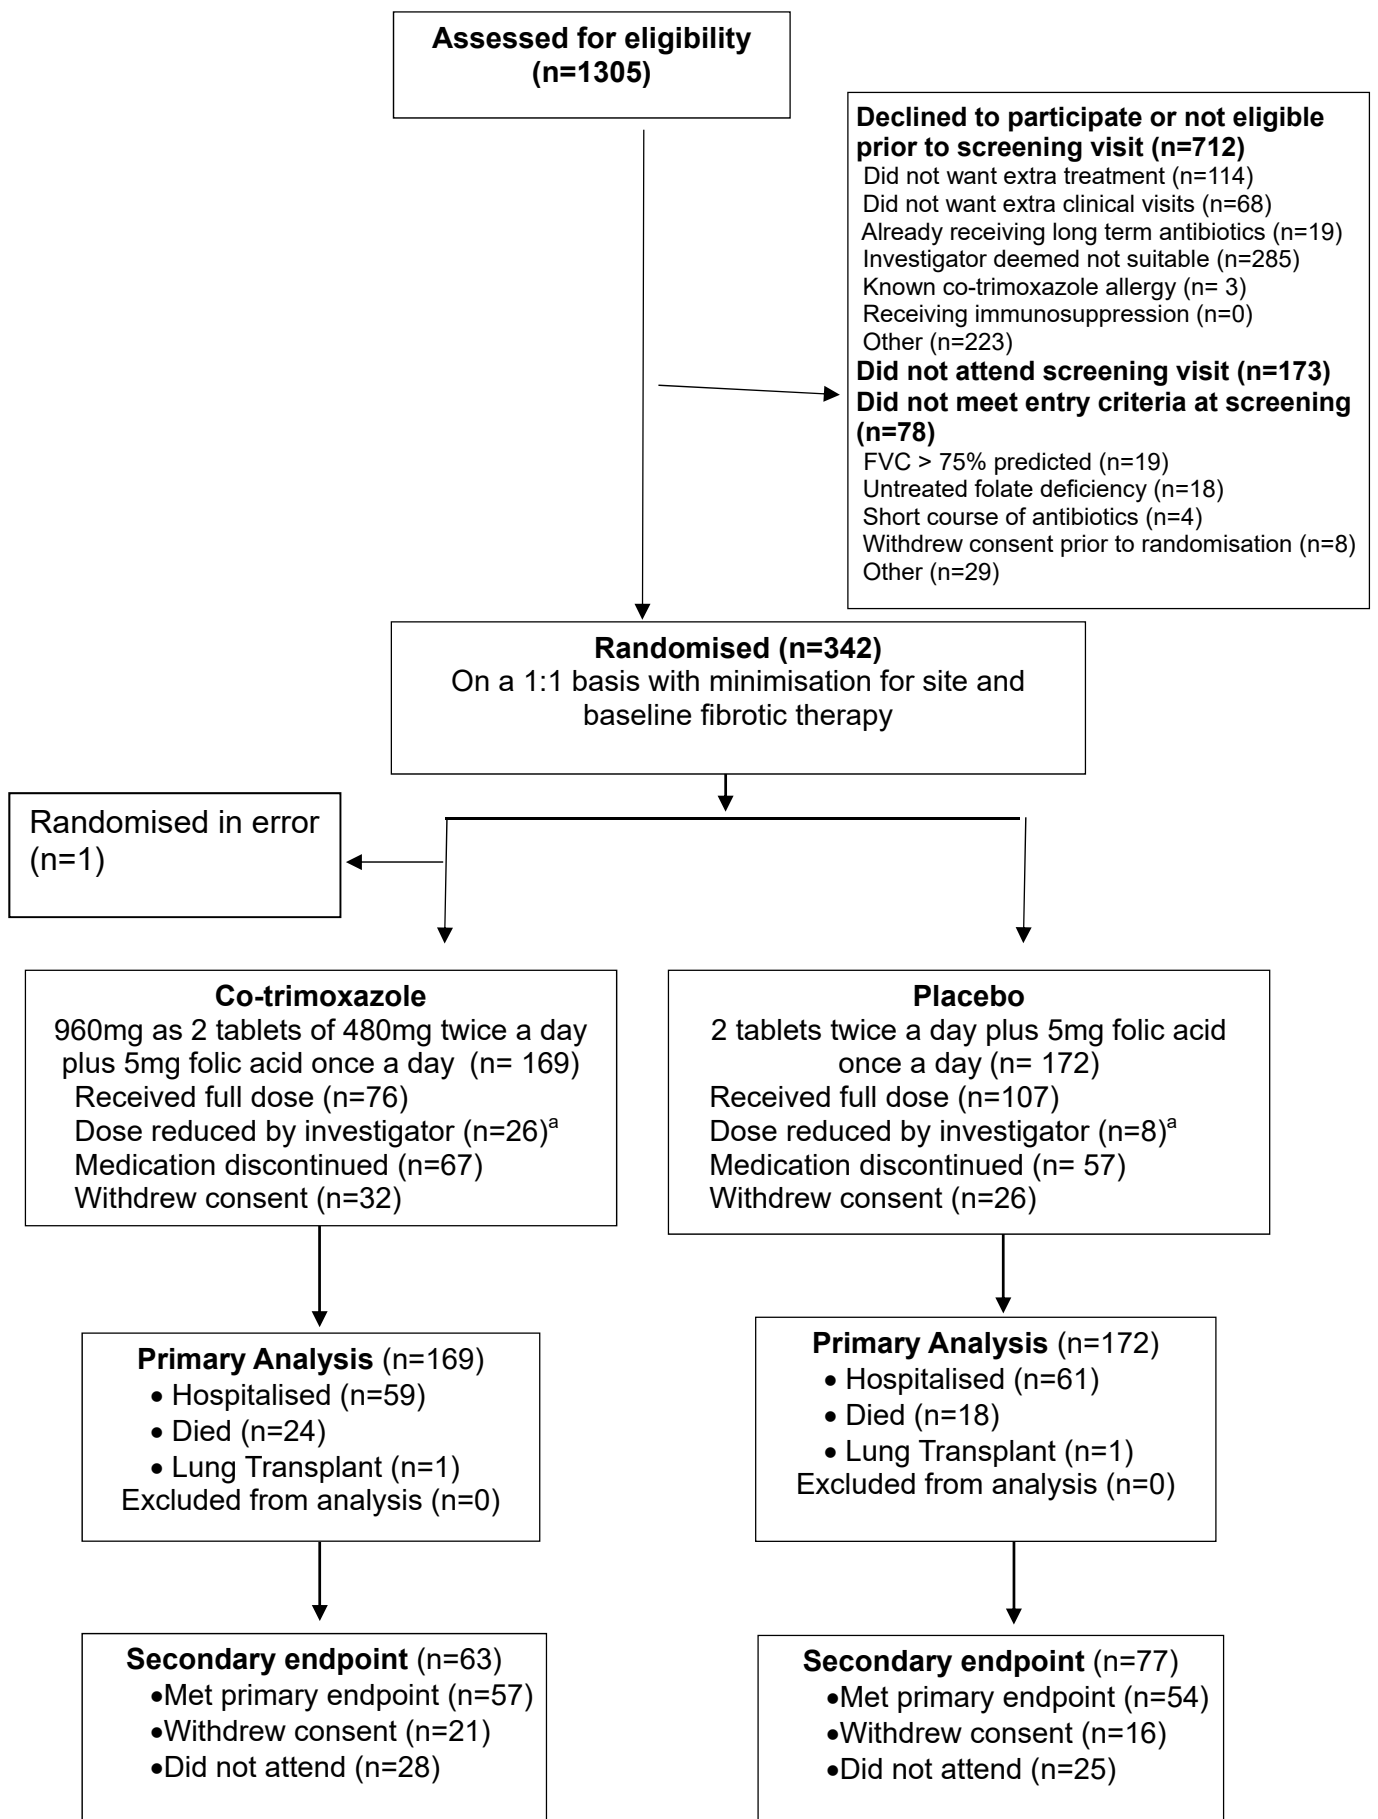 Assessed for eligibility
(n=1305)
Declined to participate or not eligible
prior to screening visit (n=712)
Did not want extra treatment (n=114)
Did not want extra clinical visits (n=68)
Already receiving long term antibiotics (n=19)
Investigator deemed not suitable (n=285)
Known co-trimoxazole allergy (n= 3)
Receiving immunosuppression (n=0)
Other (n=223)
Did not attend screening visit (n=173)
Did not meet entry criteria at screening
(n=78)
FVC > 75% predicted (n=19)
Untreated folate deficiency (n=18)
Short course of antibiotics (n=4)
Withdrew consent prior to randomisation (n=8)
Other (n=29)
Randomised (n=342)
On a 1:1 basis with minimisation for site and
baseline fibrotic therapy
Randomised in error
(n=1)
Co-trimoxazole
960mg as 2 tablets of 480mg twice a day
plus 5mg folic acid once a day (n= 169)
Received full dose (n=76)
Dose reduced by investigator (n=26)ᵃ
Medication discontinued (n=67)
Withdrew consent (n=32)
Placebo
2 tablets twice a day plus 5mg folic acid
once a day (n= 172)
Received full dose (n=107)
Dose reduced by investigator (n=8)ᵃ
Medication discontinued (n= 57)
Withdrew consent (n=26)
Primary Analysis (n=169)
• Hospitalised (n=59)
• Died (n=24)
• Lung Transplant (n=1)
Excluded from analysis (n=0)
Primary Analysis (n=172)
• Hospitalised (n=61)
• Died (n=18)
• Lung Transplant (n=1)
Excluded from analysis (n=0)
Secondary endpoint (n=63)
•Met primary endpoint (n=57)
•Withdrew consent (n=21)
•Did not attend (n=28)
Secondary endpoint (n=77)
•Met primary endpoint (n=54)
•Withdrew consent (n=16)
•Did not attend (n=25)